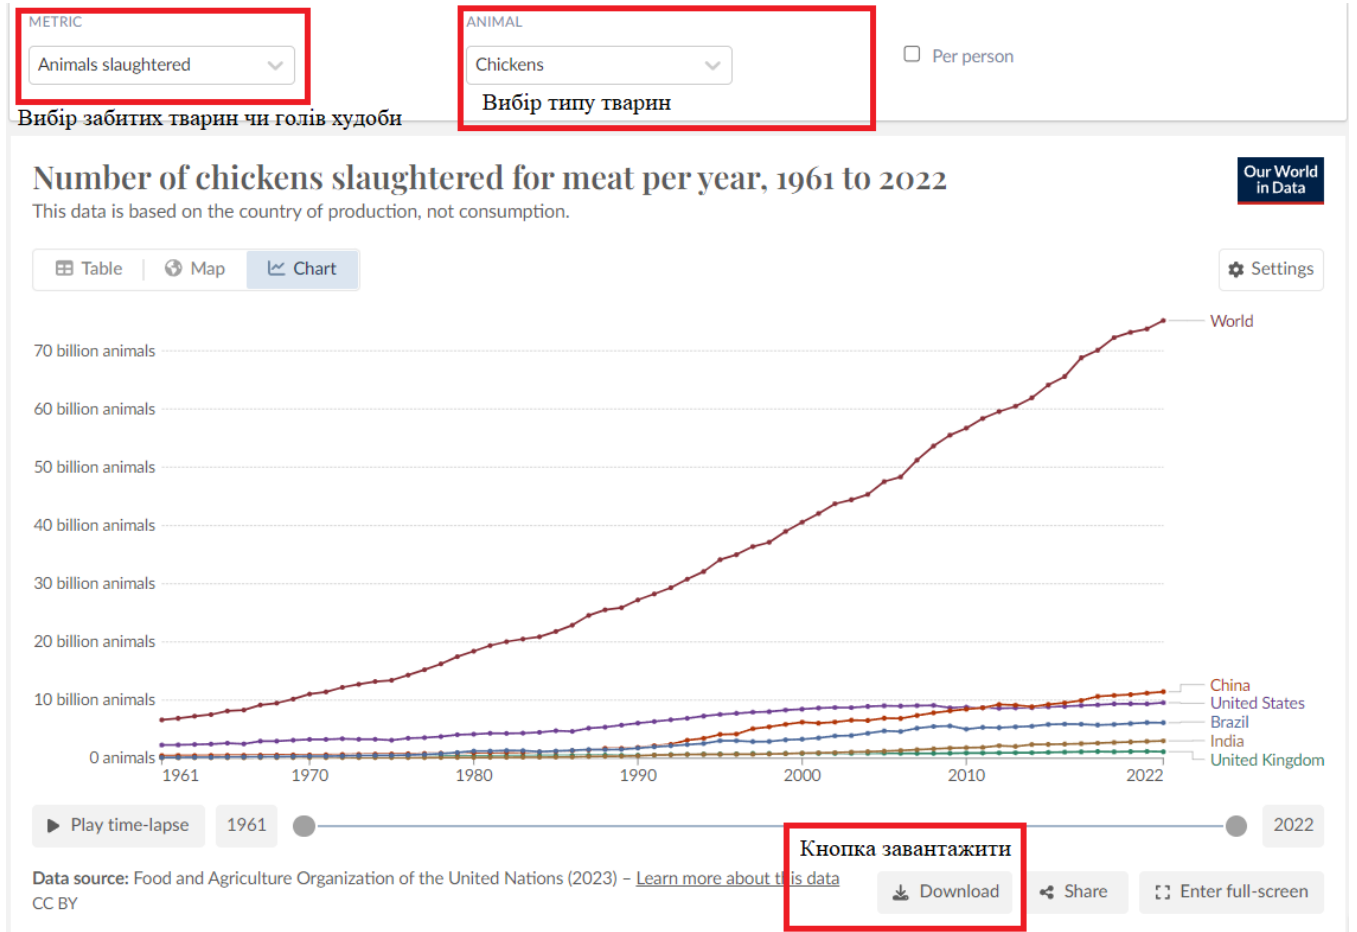 METRIC
ANIMAL
Animals slaughtered
Chickens
Per person
Вибір типу тварин
Вибір забитих тварин чи голів худоби
Number of chickens slaughtered for meat per year, 1961 to 2022
This data is based on the country of production, not consumption.
Our World
in Data
Table
Map
Chart
Settings
World
70 billion animals
60 billion animals
50 billion animals
40 billion animals
30 billion animals
20 billion animals
10 billion animals
0 animals
China
United States
Brazil
India
United Kingdom
1961
1970
1980
1990
2000
2010
2022
Play time-lapse
1961
2022
Кнопка завантажити
Data source: Food and Agriculture Organization of the United Nations (2023) – Learn more about this data
CC BY
Download
Share
Enter full-screen